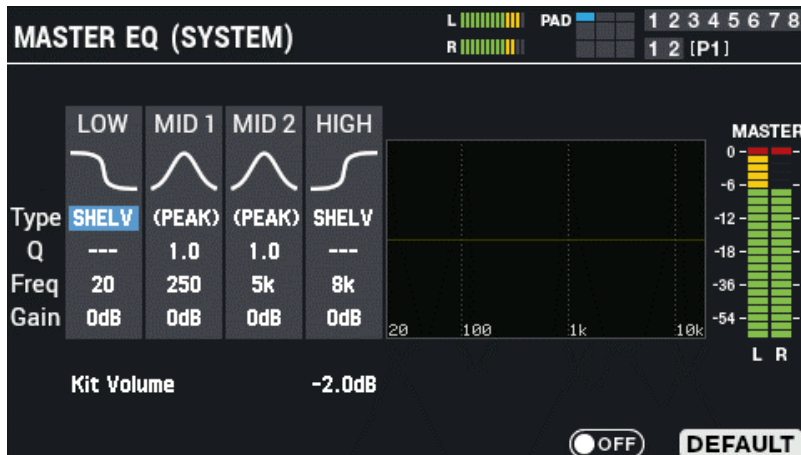 MASTER EQ (SYSTEM)
L
R
PAD
1 2 3 4 5 6 7 8
1 2 [P1]
LOW MID 1 MID 2 HIGH
Type SHELV (PEAK) (PEAK) SHELV
Q --- 1.0 1.0 ---
Freq 20 250 5k 8k
Gain 0dB 0dB 0dB 0dB
20 100 1k 10k
MASTER
0
-6
-12
-18
-36
-54
L R
Kit Volume -2.0dB
OFF
DEFAULT